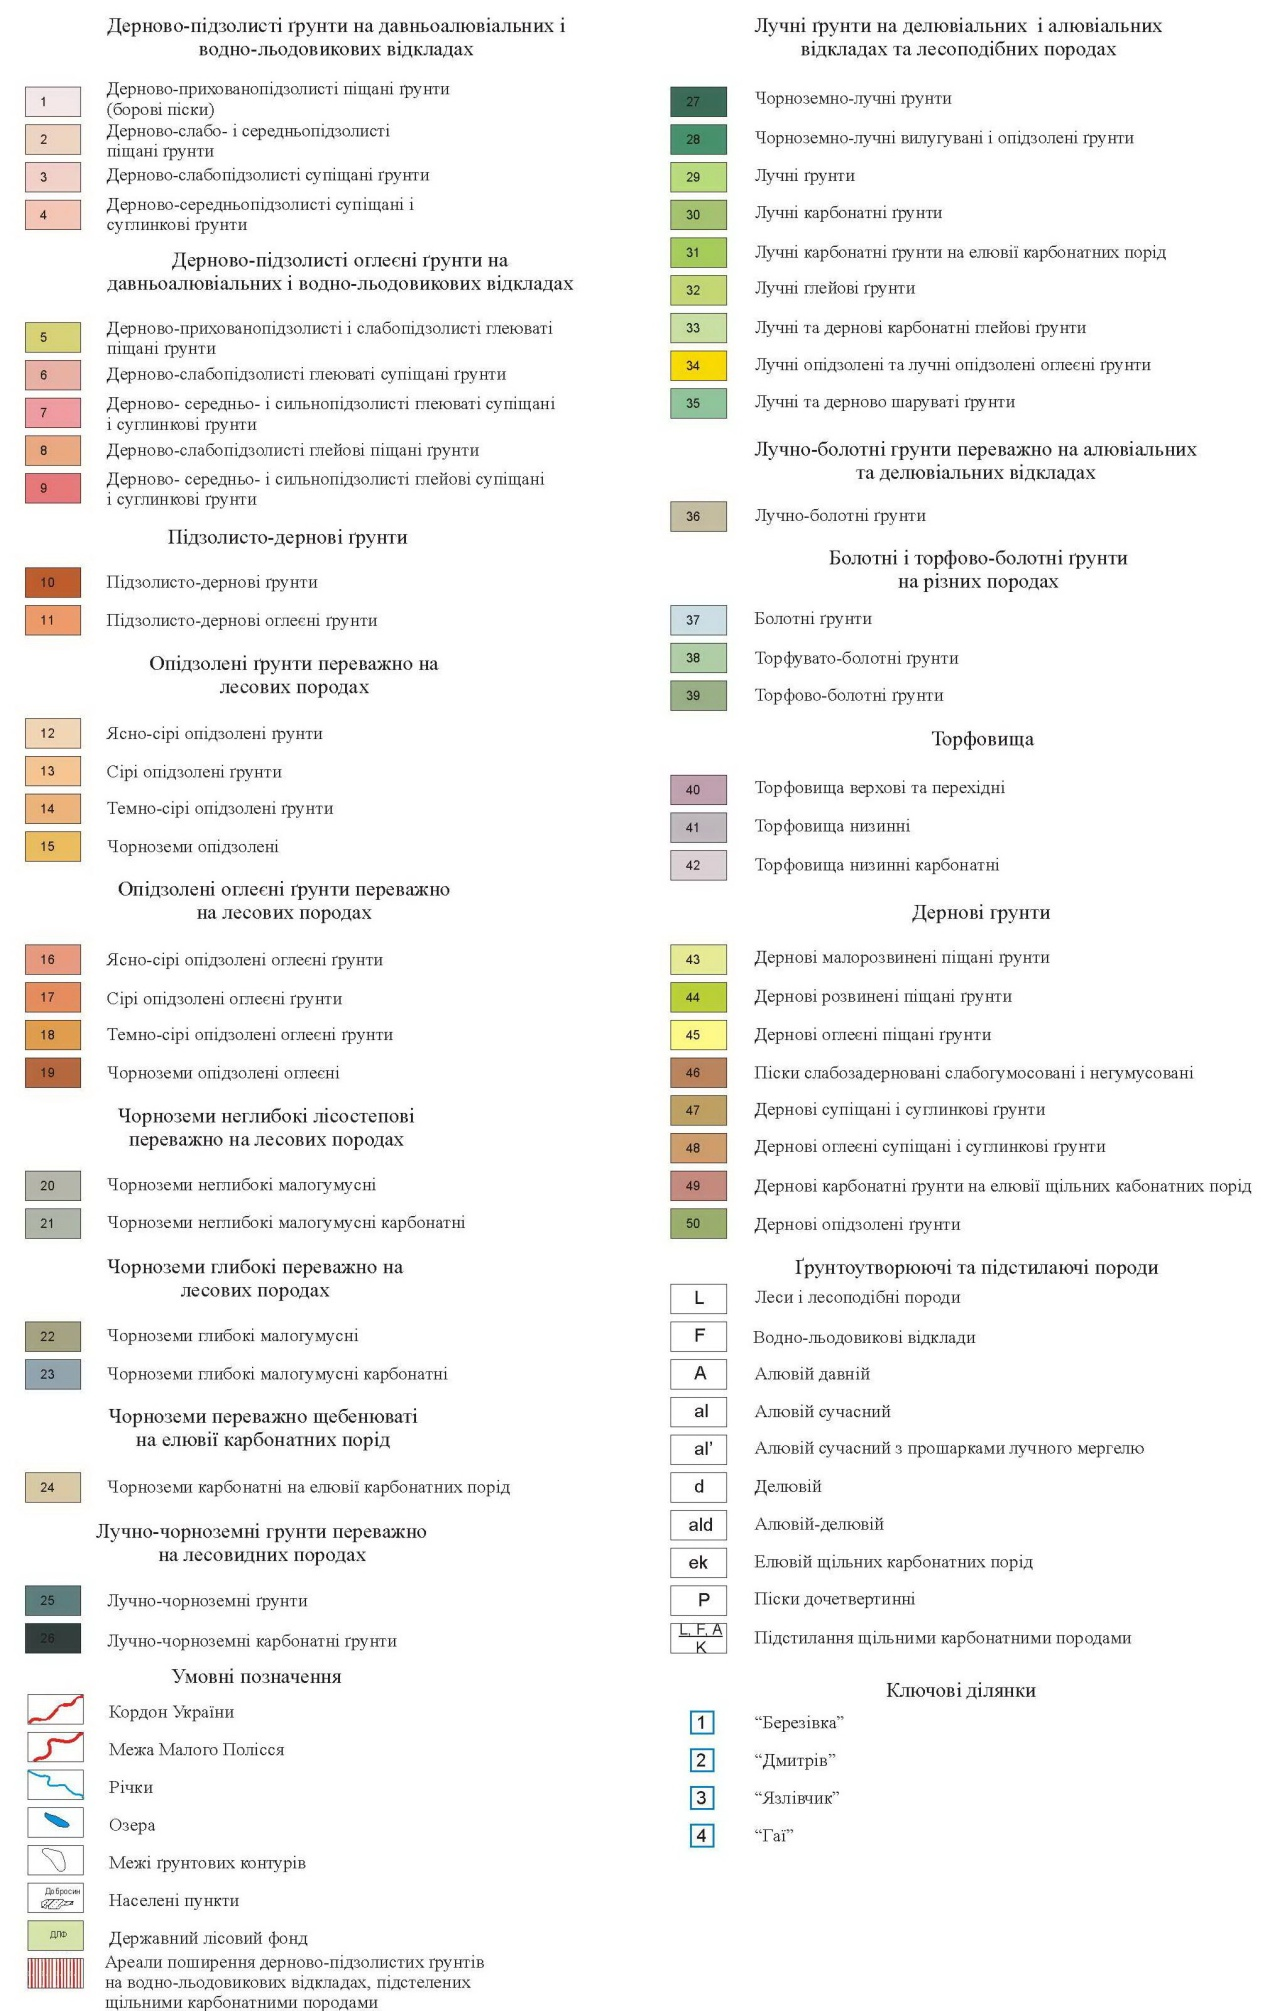 Дерново-підзолисті ґрунти на давньоалювіальних і
водно-льодовикових відкладах
1
Дерново-прихованопідзолисті піщані ґрунти
(борові піски)
2
Дерново-слабо- і середньопідзолисті
піщані ґрунти
3
Дерново-слабопідзолисті супіщані ґрунти
4
Дерново-середньопідзолисті супіщані і
суглинкові ґрунти
Дерново-підзолисті оглеєні ґрунти на
давньоалювіальних і водно-льодовикових відкладах
5
Дерново-прихованопідзолисті і слабопідзолисті глеюваті
піщані ґрунти
6
Дерново-слабопідзолисті глеюваті супіщані ґрунти
7
Дерново- середньо- і сильнопідзолисті глеюваті супіщані
і суглинкові ґрунти
8
Дерново-слабопідзолисті глейові піщані ґрунти
9
Дерново- середньо- і сильнопідзолисті глейові супіщані
і суглинкові ґрунти
Підзолисто-дернові ґрунти
10
Підзолисто-дернові ґрунти
11
Підзолисто-дернові оглеєні ґрунти
Опідзолені ґрунти переважно на
лесових породах
12
Ясно-сірі опідзолені ґрунти
13
Сірі опідзолені ґрунти
14
Темно-сірі опідзолені ґрунти
15
Чорноземи опідзолені
Опідзолені оглеєні ґрунти переважно
на лесових породах
16
Ясно-сірі опідзолені оглеєні ґрунти
17
Сірі опідзолені оглеєні ґрунти
18
Темно-сірі опідзолені оглеєні ґрунти
19
Чорноземи опідзолені оглеєні
Чорноземи неглибокі лісостепові
переважно на лесових породах
20
Чорноземи неглибокі малогумусні
21
Чорноземи неглибокі малогумусні карбонатні
Чорноземи глибокі переважно на
лесових породах
22
Чорноземи глибокі малогумусні
23
Чорноземи глибокі малогумусні карбонатні
Чорноземи переважно щебенюваті
на елювії карбонатних порід
24
Чорноземи карбонатні на елювії карбонатних порід
Лучно-чорноземні грунти переважно
на лесовидних породах
25
Лучно-чорноземні ґрунти
26
Лучно-чорноземні карбонатні ґрунти
Умовні позначення
Кордон України
Межа Малого Полісся
Річки
Озера
Межі ґрунтових контурів
Добросин
Населені пункти
ДЛФ
Державний лісовий фонд
Ареали поширення дерново-підзолистих ґрунтів
на водно-льодовикових відкладах, підстелених
щільними карбонатними породами
Лучні ґрунти на делювіальних і алювіальних
відкладах та лесоподібних породах
27
Чорноземно-лучні ґрунти
28
Чорноземно-лучні вилугувані і опідзолені ґрунти
29
Лучні ґрунти
30
Лучні карбонатні ґрунти
31
Лучні карбонатні ґрунти на елювії карбонатних порід
32
Лучні глейові ґрунти
33
Лучні та дернові карбонатні глейові ґрунти
34
Лучні опідзолені та лучні опідзолені оглеєні ґрунти
35
Лучні та дерново шаруваті ґрунти
Лучно-болотні грунти переважно на алювіальних
та делювіальних відкладах
36
Лучно-болотні ґрунти
Болотні і торфово-болотні ґрунти
на різних породах
37
Болотні ґрунти
38
Торфувато-болотні ґрунти
39
Торфово-болотні ґрунти
Торфовища
40
Торфовища верхові та перехідні
41
Торфовища низинні
42
Торфовища низинні карбонатні
Дернові грунти
43
Дернові малорозвинені піщані ґрунти
44
Дернові розвинені піщані ґрунти
45
Дернові оглеєні піщані ґрунти
46
Піски слабозадерновані слабогумосовані і негумусовані
47
Дернові супіщані і суглинкові ґрунти
48
Дернові оглеєні супіщані і суглинкові ґрунти
49
Дернові карбонатні ґрунти на елювії щільних кабонатних порід
50
Дернові опідзолені ґрунти
Ґрунтоутворюючі та підстилаючі породи
L
Леси і лесоподібні породи
F
Водно-льодовикові відклади
A
Алювій давній
al
Алювій сучасний
al’
Алювій сучасний з прошарками лучного мергелю
d
Делювій
ald
Алювій-делювій
ek
Елювій щільних карбонатних порід
P
Піски дочетвертинні
L, F, A
K
Підстилання щільними карбонатними породами
Ключові ділянки
1
“Березівка”
2
“Дмитрів”
3
“Язлівчик”
4
“Гаї”